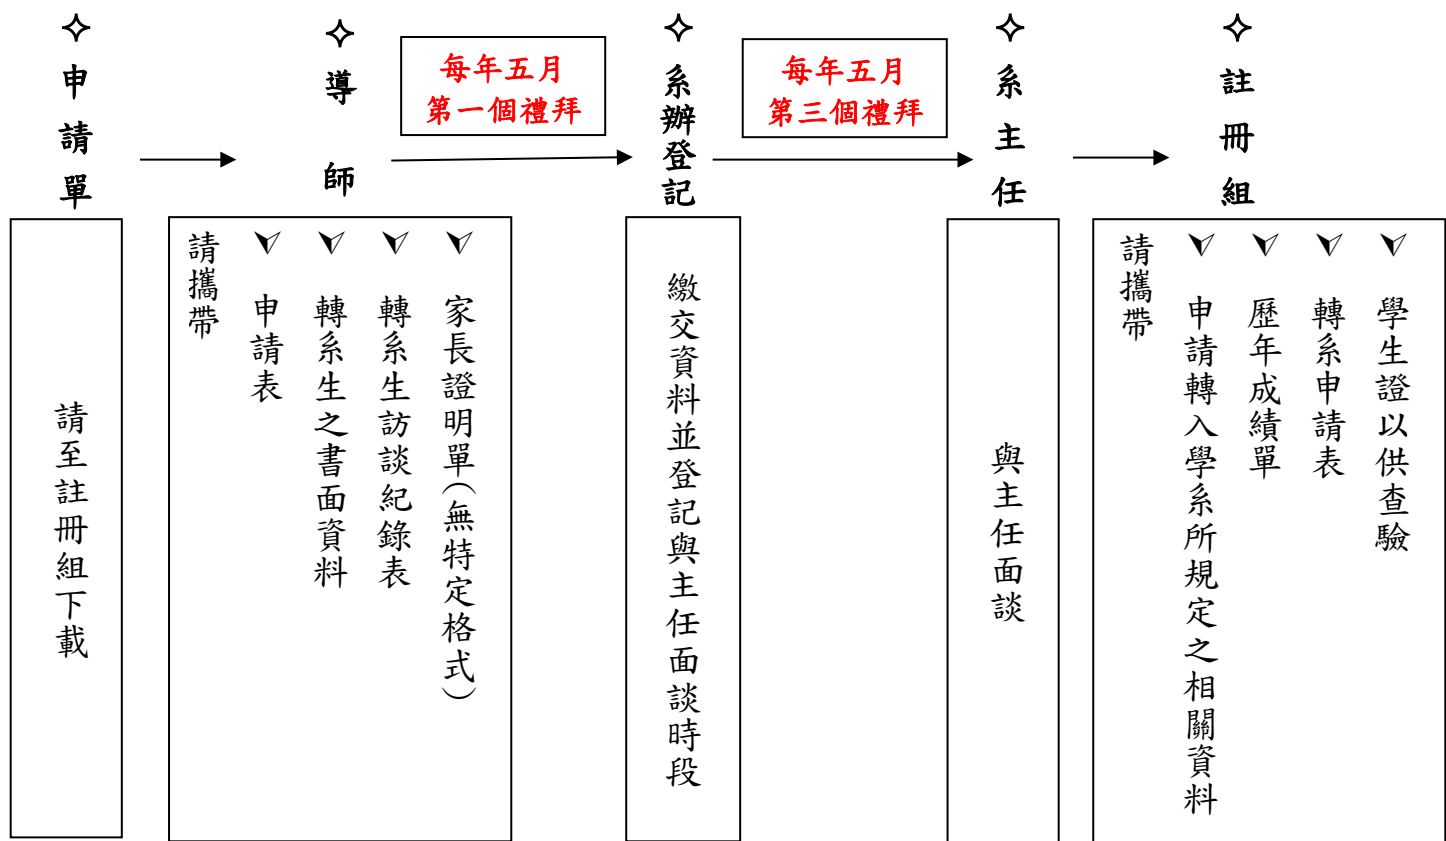 ✧申請單
請至註冊組下載
✧導師
請攜帶
申請表
轉系生之書面資料
轉系生訪談紀錄表
家長證明單(無特定格式)
每年五月
第一個禮拜
✧系辦登記
繳交資料並登記與主任面談時段
每年五月
第三個禮拜
✧系主任
與主任面談
✧註冊組
請攜帶
申請轉入學系所規定之相關資料
歷年成績單
轉系申請表
學生證以供查驗